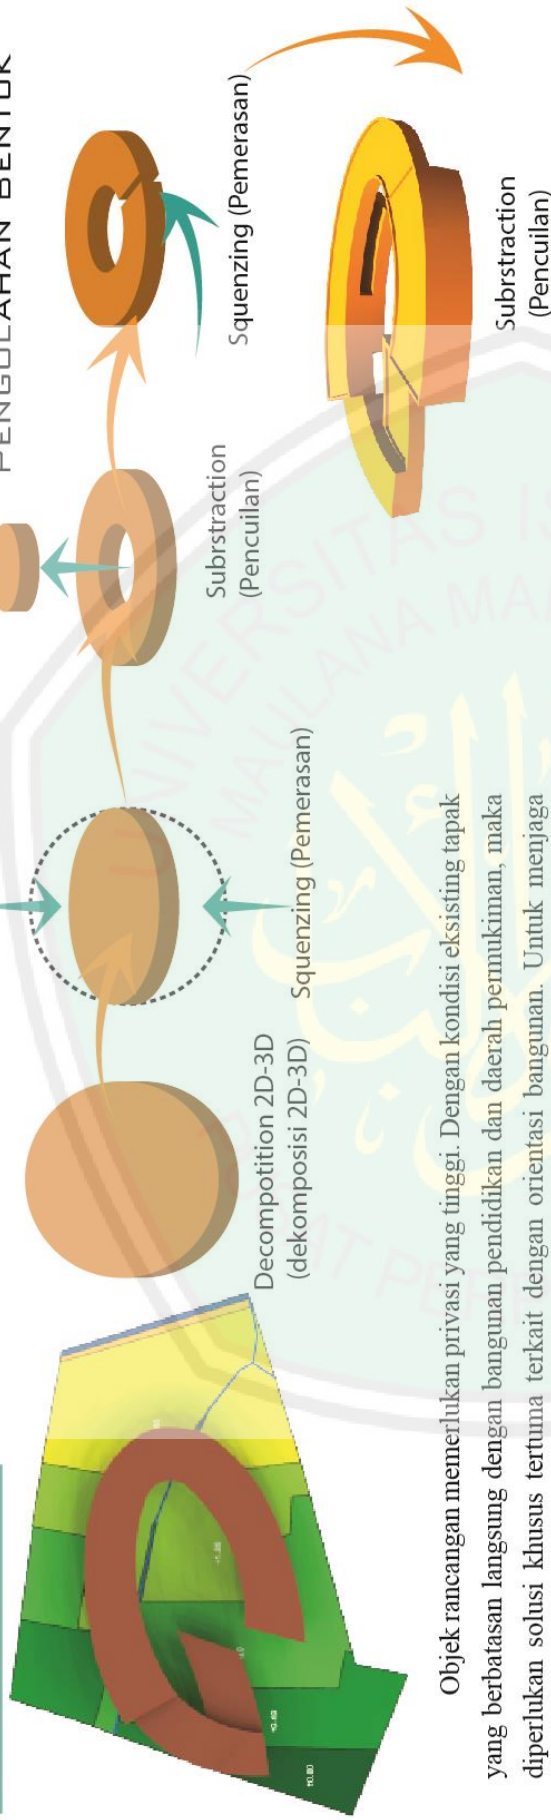 PENGOLAHAN BENTUK
Decompotition 2D-3D
(dekomposisi 2D-3D)
Squenzing (Pemerasan)
Subrstraction
(Pencuilan)
Squenzing (Pemerasan)
Subrstraction
(Pencuilan)
Objek rancangan memerlukan privasi yang tinggi. Dengan kondisi eksisting tapak
yang berbatasan langsung dengan bangunan pendidikan dan daerah permukiman, maka
diperlukan solusi khusus tertuma terkait dengan orientasi bangunan. Untuk menjaga